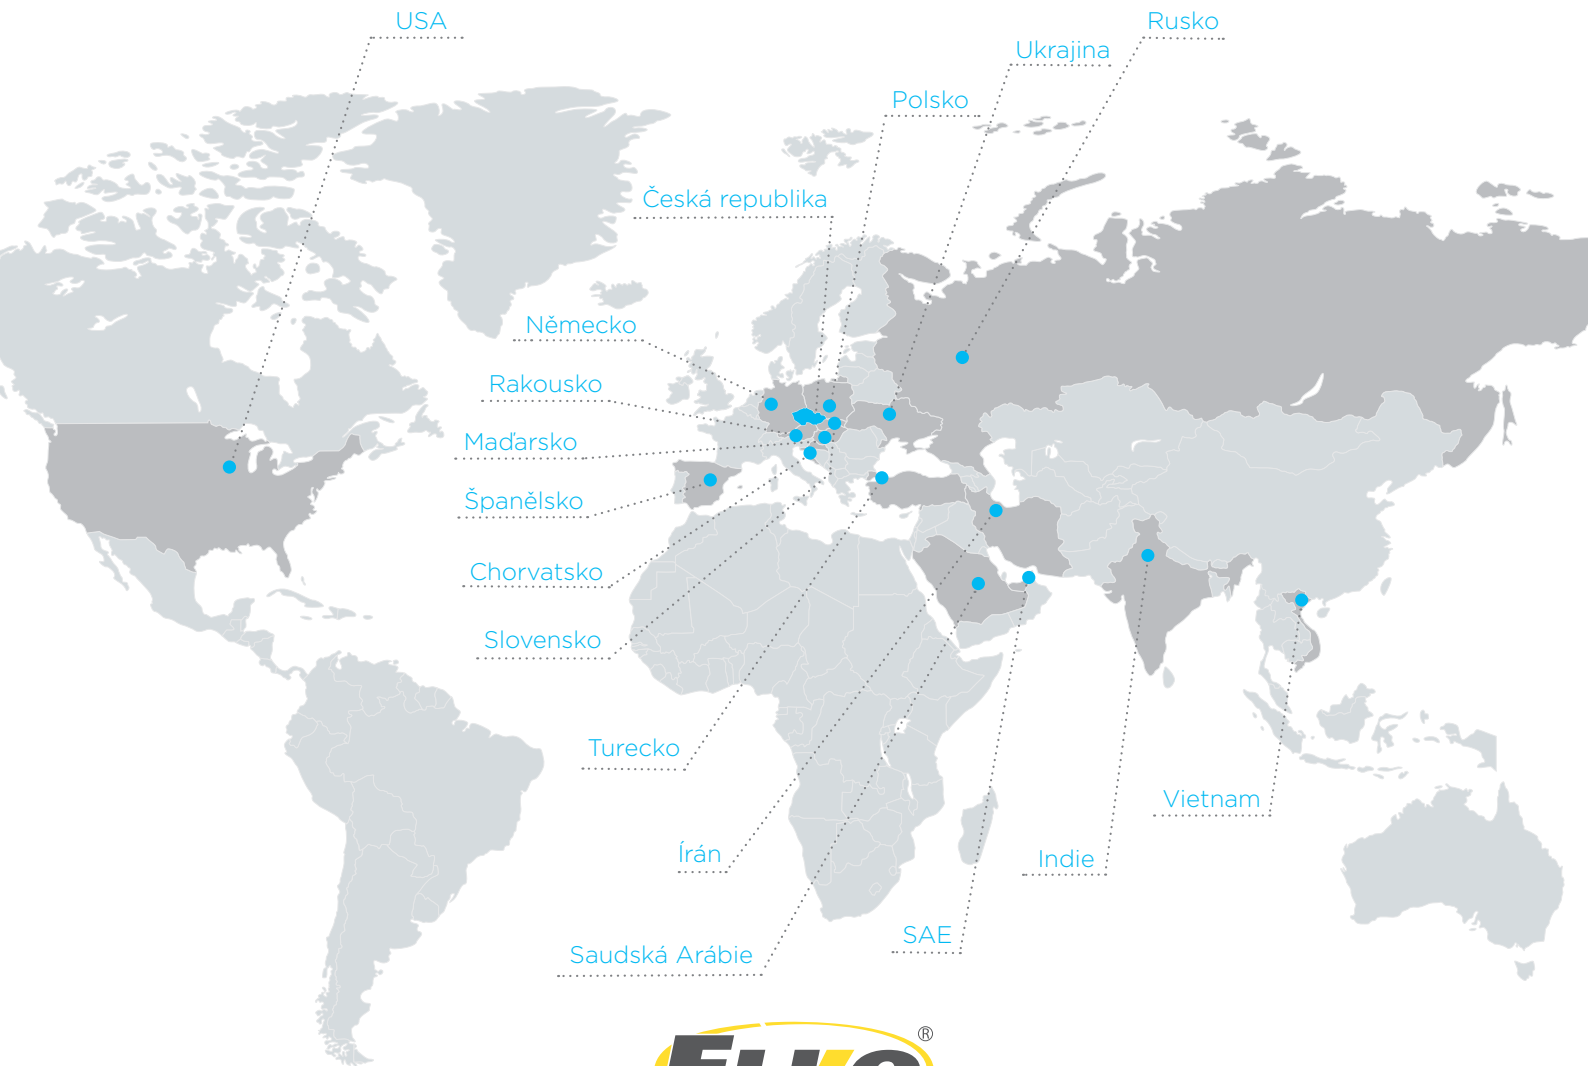 USA
Rusko
Ukrajina
Polsko
Česká republika
Německo
Rakousko
Maďarsko
Španělsko
Chorvatsko
Slovensko
Turecko
Vietnam
Írán
Indie
SAE
Saudská Arábie
®